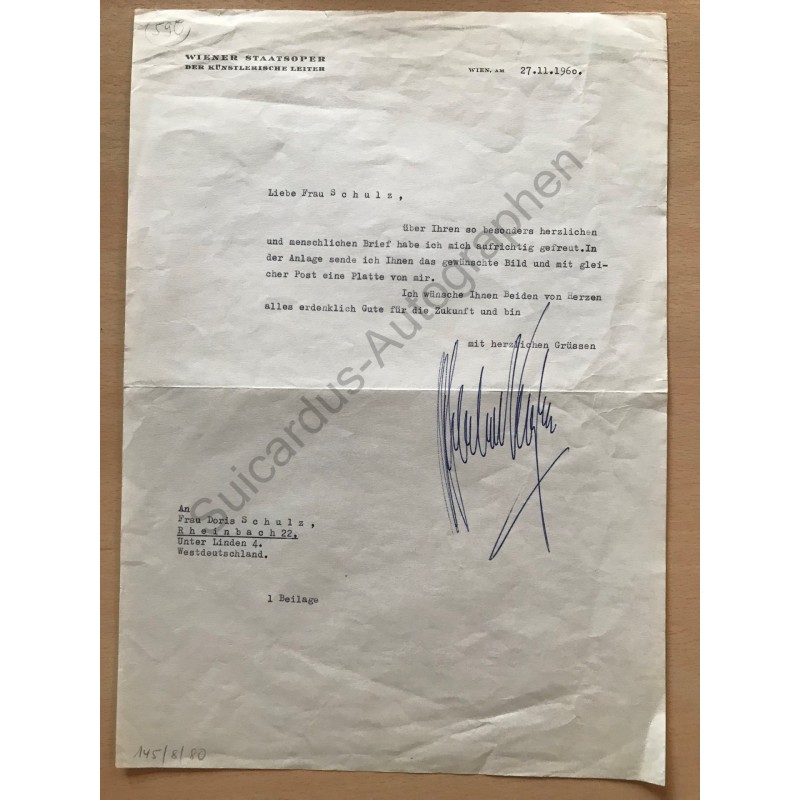 (590)
WIENER STAATSOPER
DER KÜNSTLERISCHE LEITER
WIEN, AM 27.11.1960.
Liebe Frau S c h u l z ,
über Ihren so besonders herzlichen
und menschlichen Brief habe ich mich aufrichtig gefreut.In
der Anlage sende ich Ihnen das gewünschte Bild und mit glei-
cher Post eine Platte von mir.
Ich wünsche Ihnen Beiden von Herzen
alles erdenklich Gute für die Zukunft und bin
mit herzlichen Grüssen
An
Frau Doris S c h u l z ,
R h e i n b a c h 22,
Unter Linden 4.
Westdeutschland.
1 Beilage
145/8/80
Suicardus-Autographen